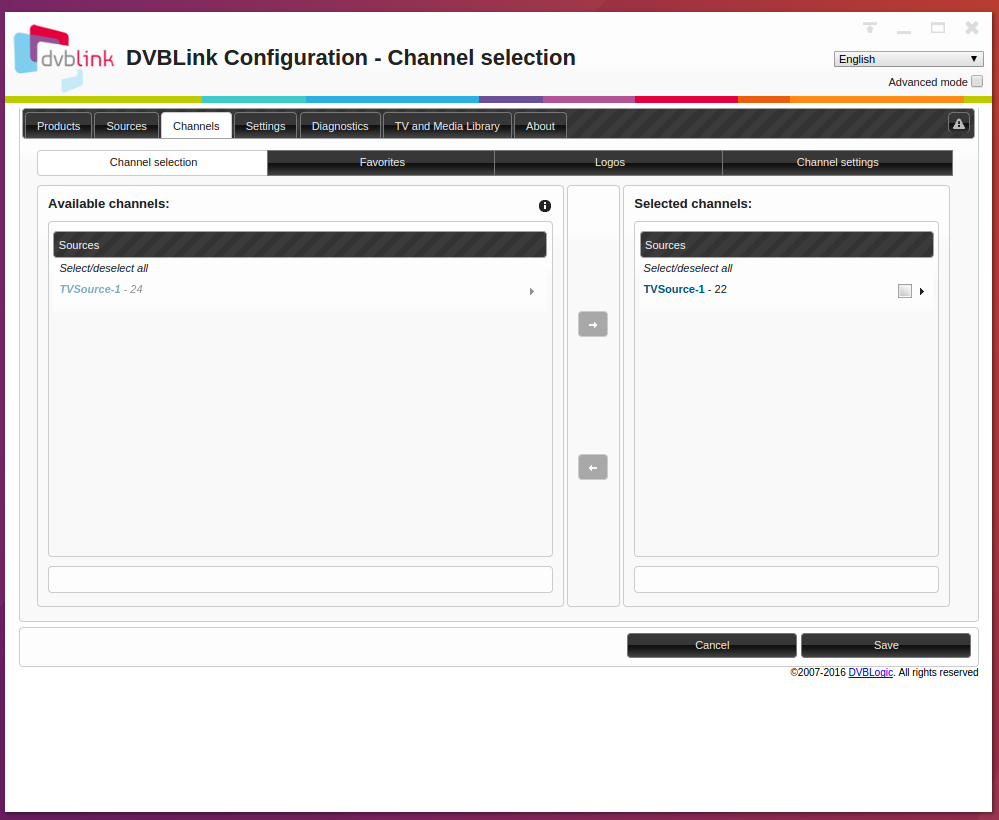 dvblink
DVBLink Configuration - Channel selection
English
Advanced mode
Products Sources Channels Settings Diagnostics TV and Media Library About
Channel selection Favorites Logos Channel settings
Available channels:
Sources
Select/deselect all
TVSource-1 - 24
Selected channels:
Sources
Select/deselect all
TVSource-1 - 22
Cancel Save
©2007-2016 DVBLogic. All rights reserved